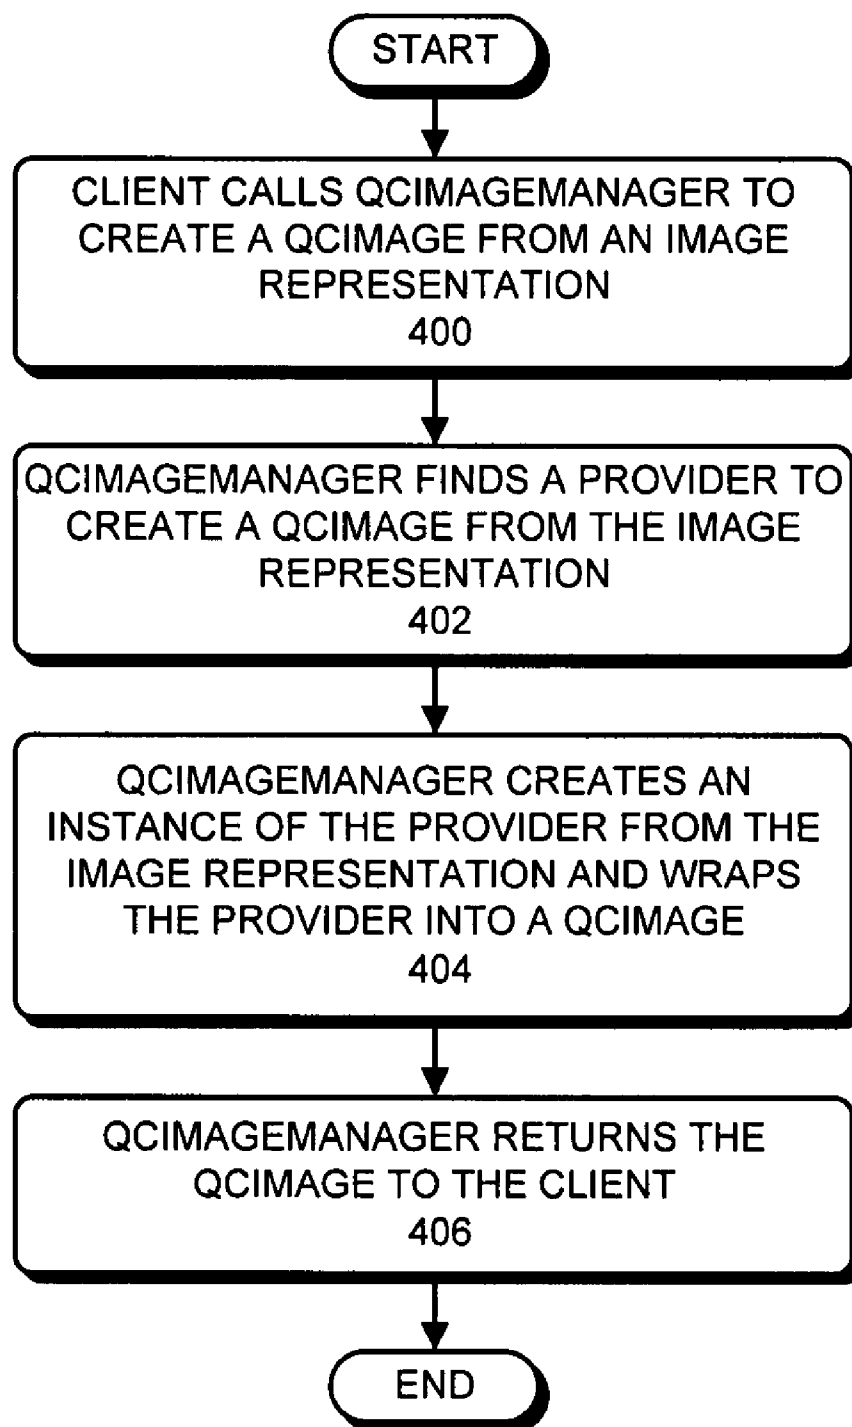 START
CLIENT CALLS QCIMAGEMANAGER TO
CREATE A QCIMAGE FROM AN IMAGE
REPRESENTATION
400
QCIMAGEMANAGER FINDS A PROVIDER TO
CREATE A QCIMAGE FROM THE IMAGE
REPRESENTATION
402
QCIMAGEMANAGER CREATES AN
INSTANCE OF THE PROVIDER FROM THE
IMAGE REPRESENTATION AND WRAPS
THE PROVIDER INTO A QCIMAGE
404
QCIMAGEMANAGER RETURNS THE
QCIMAGE TO THE CLIENT
406
END